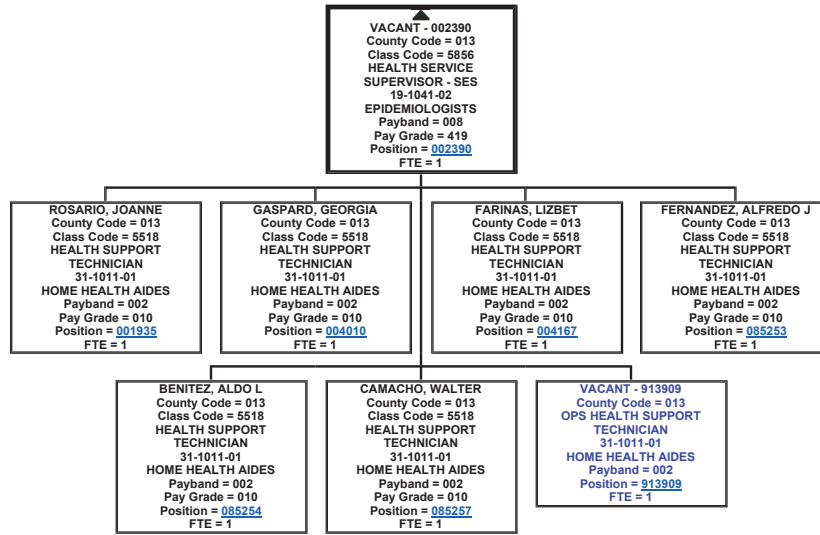 VACANT - 002390
County Code = 013
Class Code = 5856
HEALTH SERVICE
SUPERVISOR - SES
19-1041-02
EPIDEMIOLOGISTS
Payband = 008
Pay Grade = 419
Position = 002390
FTE = 1
ROSARIO, JOANNE
County Code = 013
Class Code = 5518
HEALTH SUPPORT
TECHNICIAN
31-1011-01
HOME HEALTH AIDES
Payband = 002
Pay Grade = 010
Position = 001935
FTE = 1
GASPARD, GEORGIA
County Code = 013
Class Code = 5518
HEALTH SUPPORT
TECHNICIAN
31-1011-01
HOME HEALTH AIDES
Payband = 002
Pay Grade = 010
Position = 004010
FTE = 1
FARINAS, LIZBET
County Code = 013
Class Code = 5518
HEALTH SUPPORT
TECHNICIAN
31-1011-01
HOME HEALTH AIDES
Payband = 002
Pay Grade = 010
Position = 004167
FTE = 1
FERNANDEZ, ALFREDO J
County Code = 013
Class Code = 5518
HEALTH SUPPORT
TECHNICIAN
31-1011-01
HOME HEALTH AIDES
Payband = 002
Pay Grade = 010
Position = 085253
FTE = 1
BENITEZ, ALDO L
County Code = 013
Class Code = 5518
HEALTH SUPPORT
TECHNICIAN
31-1011-01
HOME HEALTH AIDES
Payband = 002
Pay Grade = 010
Position = 085254
FTE = 1
CAMACHO, WALTER
County Code = 013
Class Code = 5518
HEALTH SUPPORT
TECHNICIAN
31-1011-01
HOME HEALTH AIDES
Payband = 002
Pay Grade = 010
Position = 085257
FTE = 1
VACANT - 913909
County Code = 013
OPS HEALTH SUPPORT
TECHNICIAN
31-1011-01
HOME HEALTH AIDES
Payband = 002
Position = 913909
FTE = 1